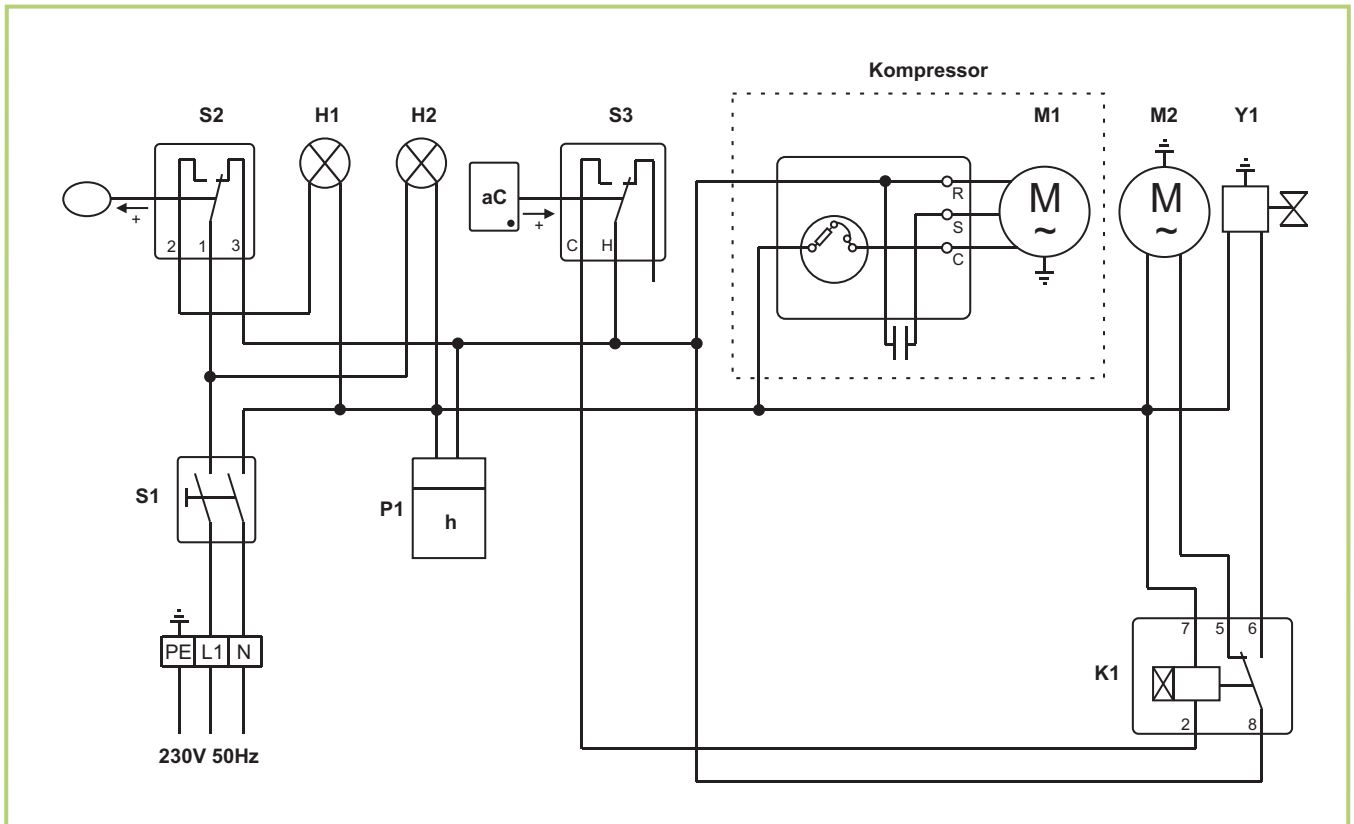 Kompressor
S2 H1 H2 S3 M1 M2 Y1
aC
+
+
2 1 3
C H
R
S
C
M
~
M
~
S1
P1
h
PE L1 N
230V 50Hz
7 5 6
K1
2 8